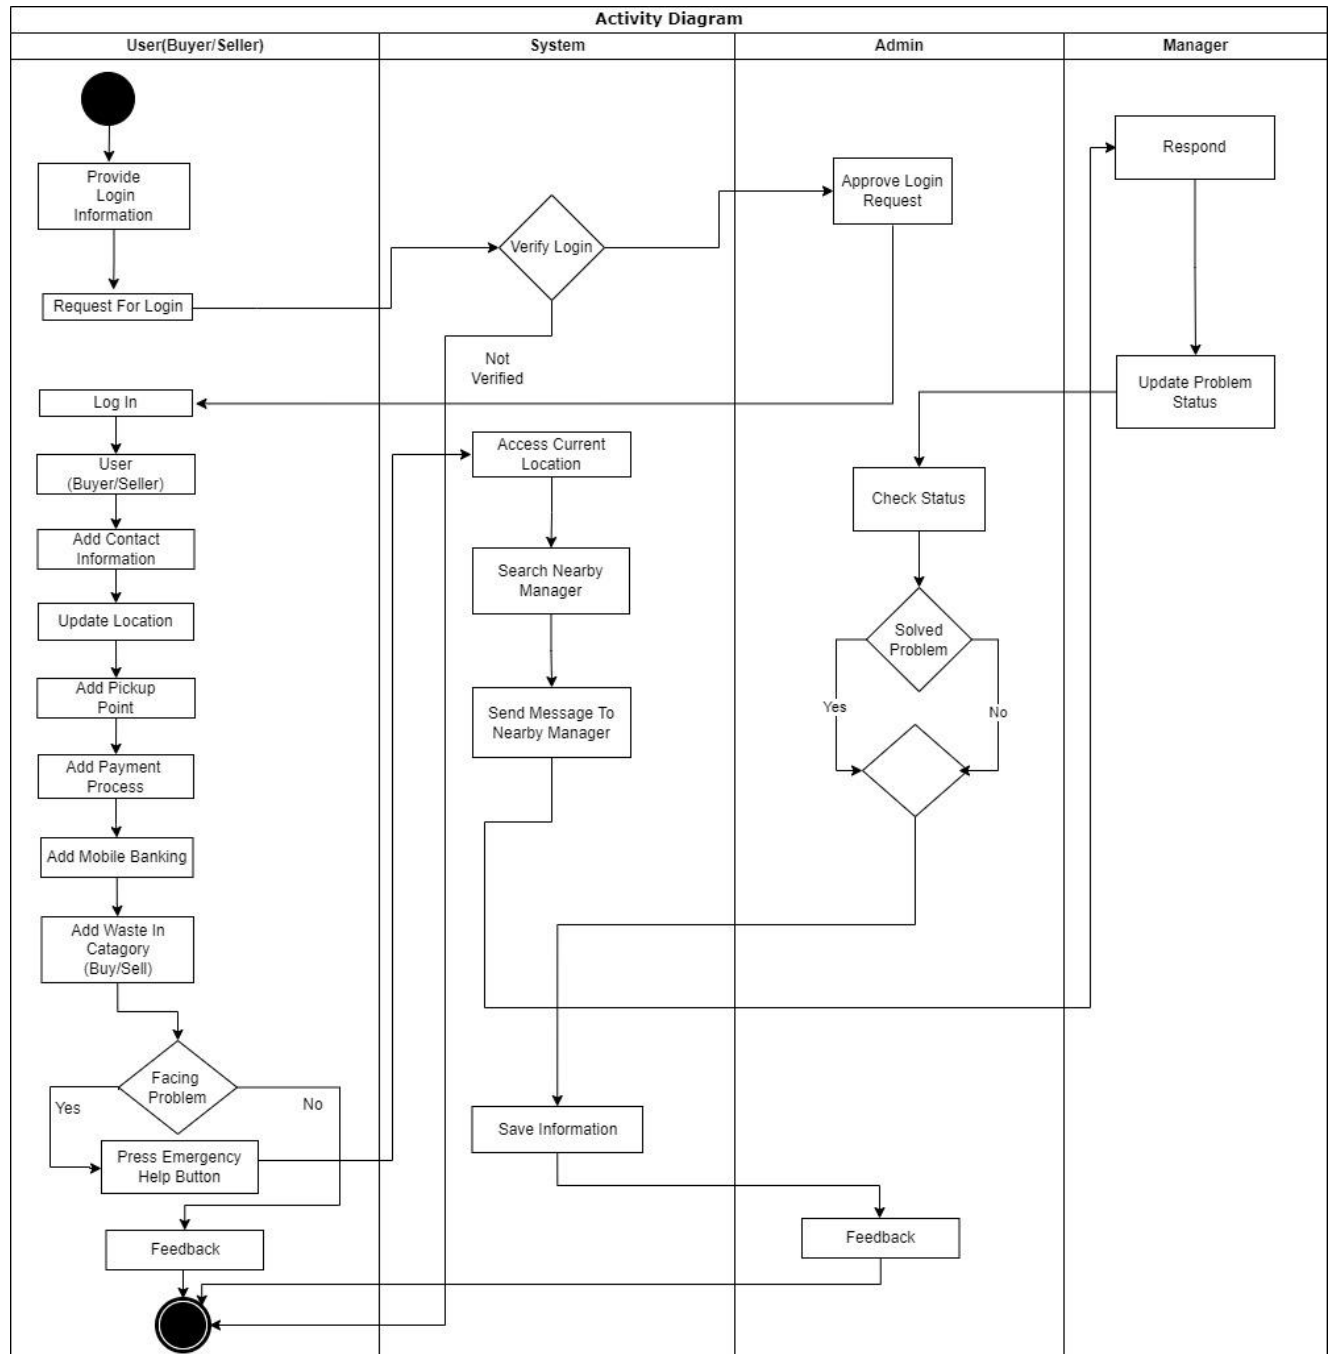 Activity Diagram
User(Buyer/Seller)
System
Admin
Manager
Provide
Login
Information
Request For Login
Verify Login
Not
Verified
Approve Login
Request
Respond
Update Problem
Status
Log In
User
(Buyer/Seller)
Add Contact
Information
Update Location
Add Pickup
Point
Add Payment
Process
Add Mobile Banking
Add Waste In
Catagory
(Buy/Sell)
Facing
Problem
Yes
No
Press Emergency
Help Button
Feedback
Access Current
Location
Search Nearby
Manager
Send Message To
Nearby Manager
Check Status
Solved
Problem
Yes
No
Save Information
Feedback